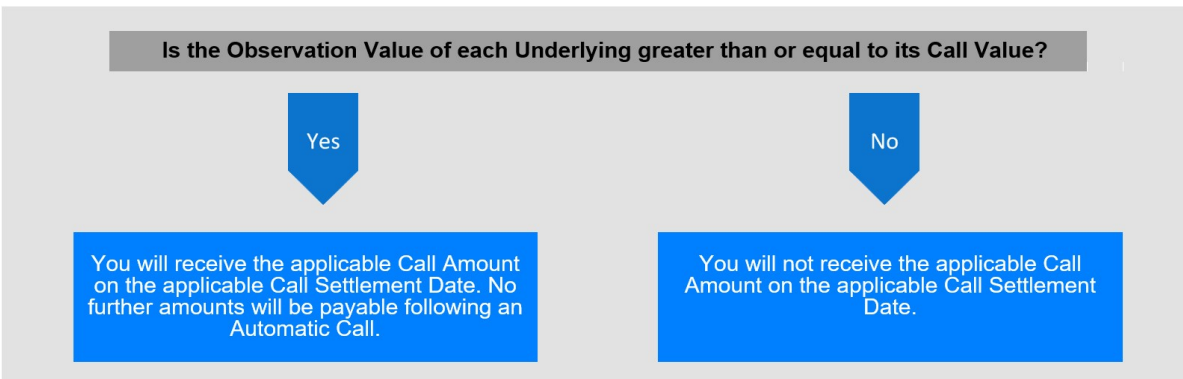 Is the Observation Value of each Underlying greater than or equal to its Call Value?
Yes
No
You will receive the applicable Call Amount
on the applicable Call Settlement Date. No
further amounts will be payable following an
Automatic Call.
You will not receive the applicable Call
Amount on the applicable Call Settlement
Date.